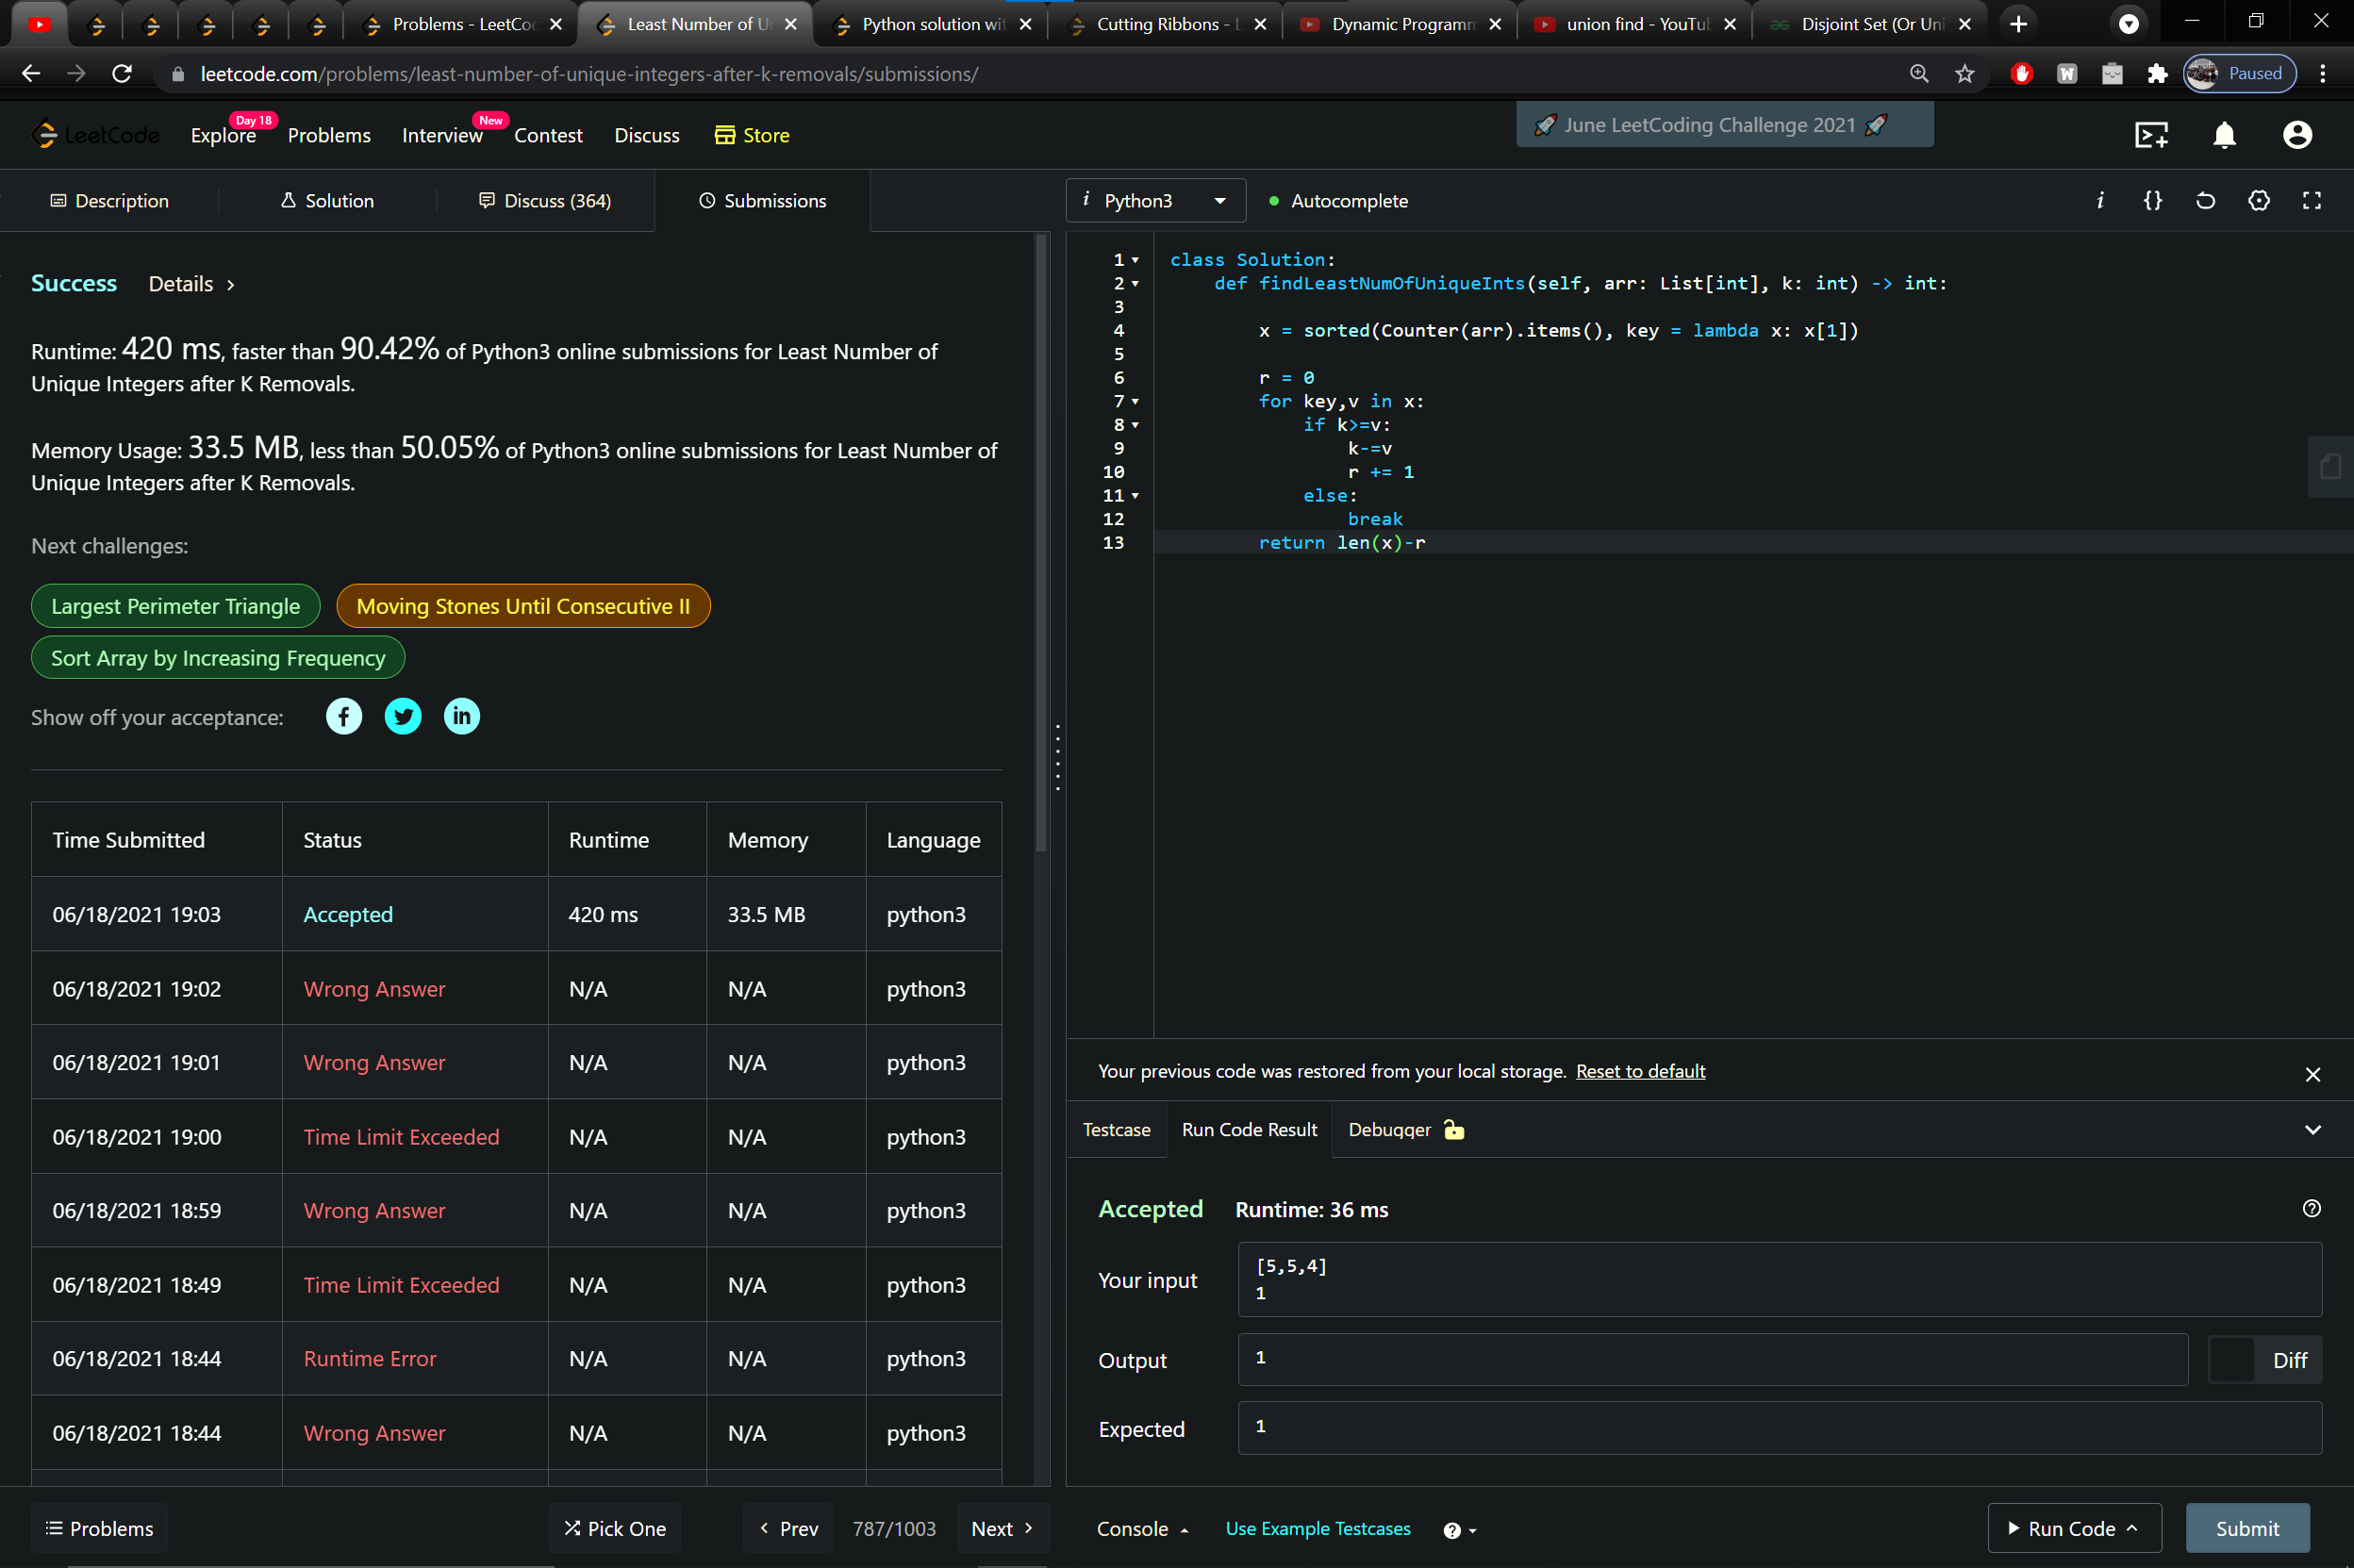 Problems - LeetCo
Least Number of U
Python solution wit
Cutting Ribbons - L
Dynamic Programm
union find - YouTu
Disjoint Set (Or Uni
leetcode.com/problems/least-number-of-unique-integers-after-k-removals/submissions/
Paused
LeetCode
Explore
Day 18
Problems
Interview
New
Contest
Discuss
Store
🚀 June LeetCoding Challenge 2021 🚀
Description
Solution
Discuss (364)
Submissions
i Python3
Autocomplete
i
{}
Success
Details >
Runtime: 420 ms, faster than 90.42% of Python3 online submissions for Least Number of
Unique Integers after K Removals.
Memory Usage: 33.5 MB, less than 50.05% of Python3 online submissions for Least Number of
Unique Integers after K Removals.
Next challenges:
Largest Perimeter Triangle
Moving Stones Until Consecutive II
Sort Array by Increasing Frequency
Show off your acceptance:
Time Submitted Status Runtime Memory Language
06/18/2021 19:03 Accepted 420 ms 33.5 MB python3
06/18/2021 19:02 Wrong Answer N/A N/A python3
06/18/2021 19:01 Wrong Answer N/A N/A python3
06/18/2021 19:00 Time Limit Exceeded N/A N/A python3
06/18/2021 18:59 Wrong Answer N/A N/A python3
06/18/2021 18:49 Time Limit Exceeded N/A N/A python3
06/18/2021 18:44 Runtime Error N/A N/A python3
06/18/2021 18:44 Wrong Answer N/A N/A python3
Problems
Pick One
< Prev
787/1003
Next >
1 class Solution:
2     def findLeastNumOfUniqueInts(self, arr: List[int], k: int) -> int:
3
4         x = sorted(Counter(arr).items(), key = lambda x: x[1])
5
6         r = 0
7         for key,v in x:
8             if k>=v:
9                 k-=v
10                 r += 1
11             else:
12                 break
13         return len(x)-r
Your previous code was restored from your local storage. Reset to default
Testcase
Run Code Result
Debugger
Accepted
Runtime: 36 ms
Your input
[5,5,4]
1
Output
1
Diff
Expected
1
Console
Use Example Testcases
Run Code
Submit